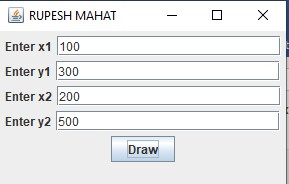 RUPESH MAHAT
Enter x1 100
Enter y1 300
Enter x2 200
Enter y2 500
Draw